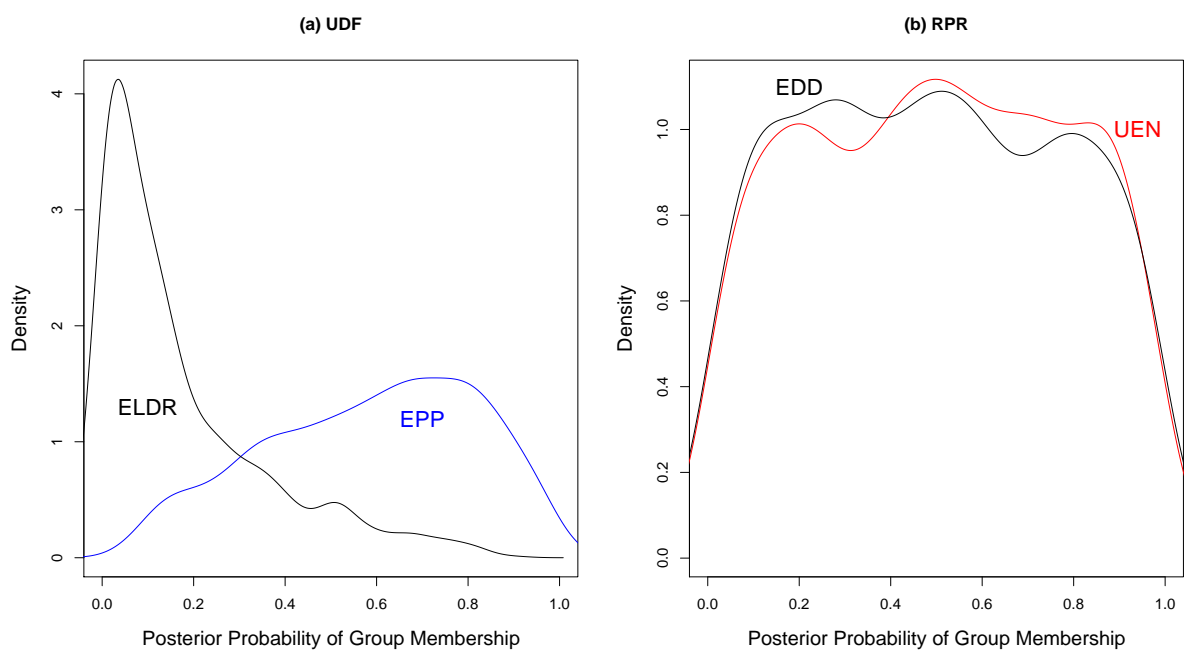 (a) UDF
Density
4
3
2
1
0
ELDR
EPP
0.0 0.2 0.4 0.6 0.8 1.0
Posterior Probability of Group Membership
(b) RPR
Density
1.0
0.8
0.6
0.4
0.2
0.0
EDD
UEN
0.0 0.2 0.4 0.6 0.8 1.0
Posterior Probability of Group Membership